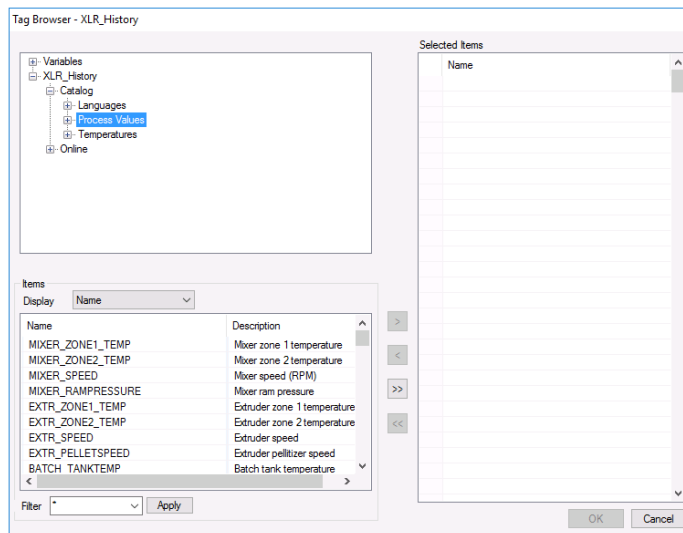 Tag Browser - XLR_History
Variables
XLR_History
Catalog
Languages
Process Values
Temperatures
Online
Items
Display Name
Name Description
MIXER_ZONE1_TEMP Mixer zone 1 temperature
MIXER_ZONE2_TEMP Mixer zone 2 temperature
MIXER_SPEED Mixer speed (RPM)
MIXER_RAMPRESSURE Mixer ram pressure
EXTR_ZONE1_TEMP Extruder zone 1 temperature
EXTR_ZONE2_TEMP Extruder zone 2 temperature
EXTR_SPEED Extruder speed
EXTR_PELLETSPEED Extruder pellitizer speed
BATCH_TANKTEMP Batch tank temperature
Filter * Apply
>
<
>>
<<
Selected Items
Name
OK Cancel